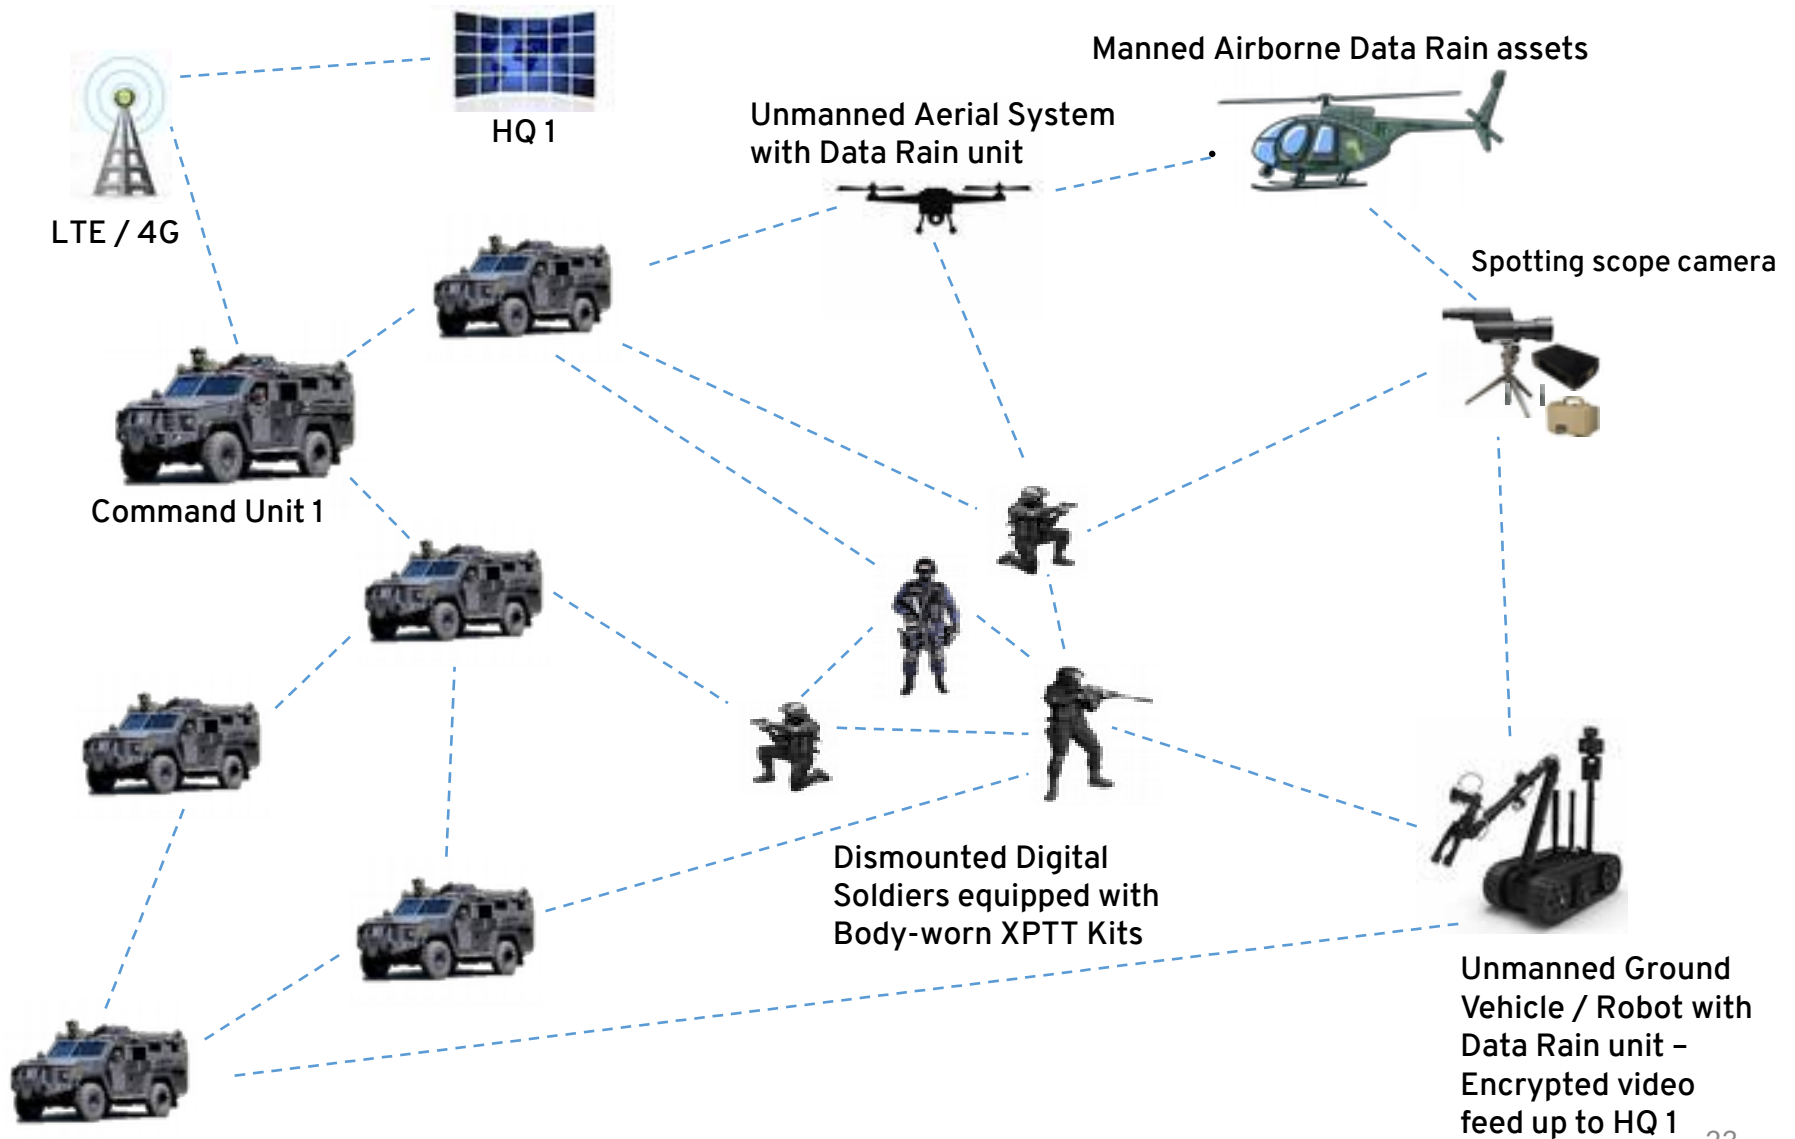 Manned Airborne Data Rain assets
HQ 1
Unmanned Aerial System
with Data Rain unit
LTE / 4G
Spotting scope camera
Command Unit 1
Dismounted Digital
Soldiers equipped with
Body-worn XPTT Kits
Unmanned Ground
Vehicle / Robot with
Data Rain unit –
Encrypted video
feed up to HQ 1